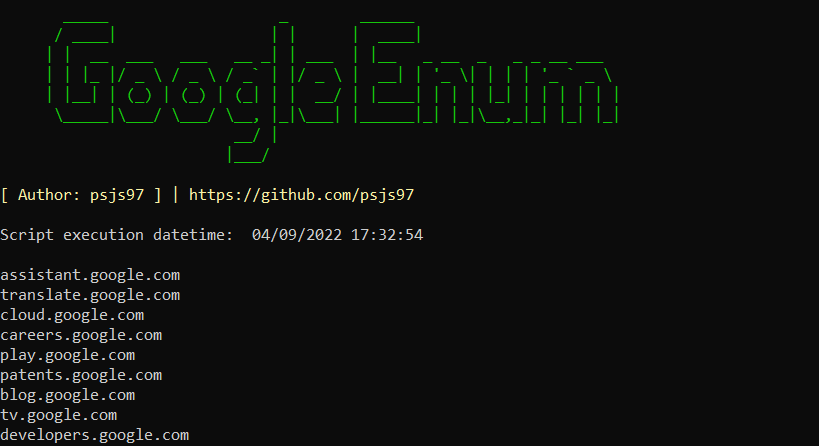 GoogleEnum
[ Author: psjs97 ] | https://github.com/psjs97
Script execution datetime:  04/09/2022 17:32:54
assistant.google.com
translate.google.com
cloud.google.com
careers.google.com
play.google.com
patents.google.com
blog.google.com
tv.google.com
developers.google.com